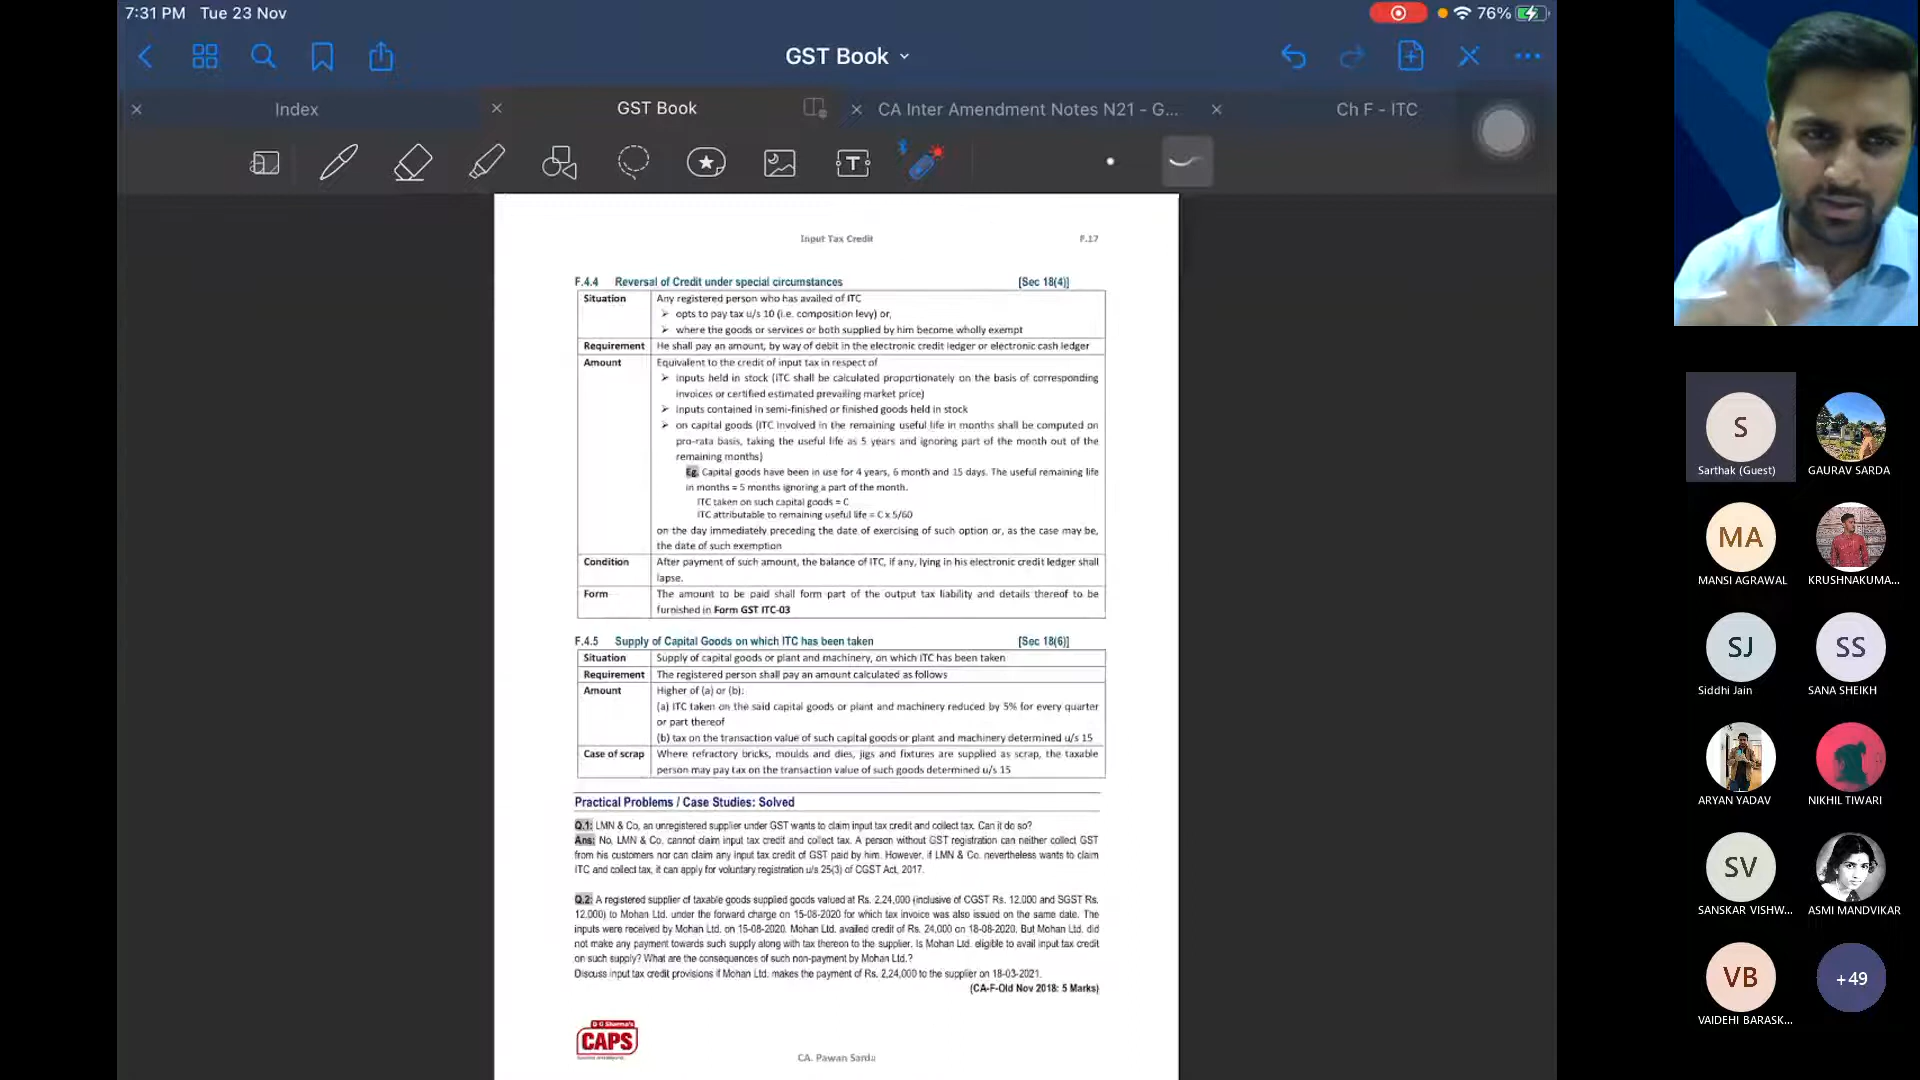 7:31 PM Tue 23 Nov
76%
GST Book
Index
GST Book
CA Inter Amendment Notes N21 - G...
Ch F - ITC
Input Tax Credit F.17
F.4.4 Reversal of Credit under special circumstances [Sec 18(4)]
Situation Any registered person who has availed of ITC
➢ opts to pay tax u/s 10 (i.e. composition levy) or,
➢ where the goods or services or both supplied by him become wholly exempt
Requirement He shall pay an amount, by way of debit in the electronic credit ledger or electronic cash ledger
Amount Equivalent to the credit of input tax in respect of
➢ inputs held in stock (ITC shall be calculated proportionately on the basis of corresponding
invoices or certified estimated prevailing market price)
➢ inputs contained in semi-finished or finished goods held in stock
➢ on capital goods (ITC involved in the remaining useful life in months shall be computed on
pro-rata basis, taking the useful life as 5 years and ignoring part of the month out of the
remaining months)
Eg. Capital goods have been in use for 4 years, 6 month and 15 days. The useful remaining life
in months = 5 months ignoring a part of the month.
ITC taken on such capital goods = C
ITC attributable to remaining useful life = C x 5/60
on the day immediately preceding the date of exercising of such option or, as the case may be,
the date of such exemption
Condition After payment of such amount, the balance of ITC, if any, lying in his electronic credit ledger shall
lapse.
Form The amount to be paid shall form part of the output tax liability and details thereof to be
furnished in Form GST ITC-03
F.4.5 Supply of Capital Goods on which ITC has been taken [Sec 18(6)]
Situation Supply of capital goods or plant and machinery, on which ITC has been taken
Requirement The registered person shall pay an amount calculated as follows
Amount Higher of (a) or (b):
(a) ITC taken on the said capital goods or plant and machinery reduced by 5% for every quarter
or part thereof
(b) tax on the transaction value of such capital goods or plant and machinery determined u/s 15
Case of scrap Where refractory bricks, moulds and dies, jigs and fixtures are supplied as scrap, the taxable
person may pay tax on the transaction value of such goods determined u/s 15
Practical Problems / Case Studies: Solved
Q.1: LMN & Co, an unregistered supplier under GST wants to claim input tax credit and collect tax. Can it do so?
Ans: No, LMN & Co. cannot claim input tax credit and collect tax. A person without GST registration can neither collect GST
from his customers nor can claim any input tax credit of GST paid by him. However, if LMN & Co. nevertheless wants to claim
ITC and collect tax, it can apply for voluntary registration u/s 25(3) of CGST Act, 2017.
Q.2: A registered supplier of taxable goods supplied goods valued at Rs. 2,24,000 (inclusive of CGST Rs. 12,000 and SGST Rs.
12,000) to Mohan Ltd. under the forward charge on 15-08-2020 for which tax invoice was also issued on the same date. The
inputs were received by Mohan Ltd. on 15-08-2020. Mohan Ltd. availed credit of Rs. 24,000 on 18-08-2020. But Mohan Ltd. did
not make any payment towards such supply along with tax thereon to the supplier. Is Mohan Ltd. eligible to avail input tax credit
on such supply? What are the consequences of such non-payment by Mohan Ltd.?
Discuss input tax credit provisions if Mohan Ltd. makes the payment of Rs. 2,24,000 to the supplier on 18-03-2021.
(CA-F-Old Nov 2018: 5 Marks)
D G Sharma's
CAPS
CA. Pawan Sarda
S
Sarthak (Guest) GAURAV SARDA
MA
MANSI AGRAWAL KRUSHNAKUMA...
SJ SS
Siddhi Jain SANA SHEIKH
ARYAN YADAV NIKHIL TIWARI
SV
SANSKAR VISHW... ASMI MANDVIKAR
VB +49
VAIDEHI BARASK...